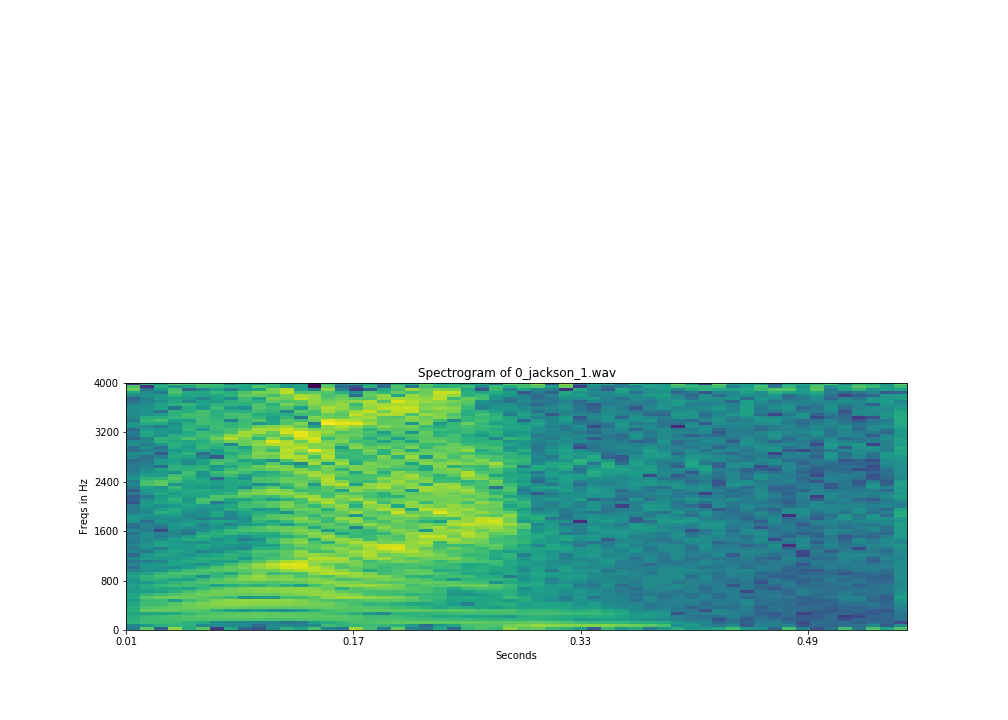 Spectrogram of 0_jackson_1.wav
4000
3200
2400
1600
800
0
Freqs in Hz
0.01 0.17 0.33 0.49
Seconds